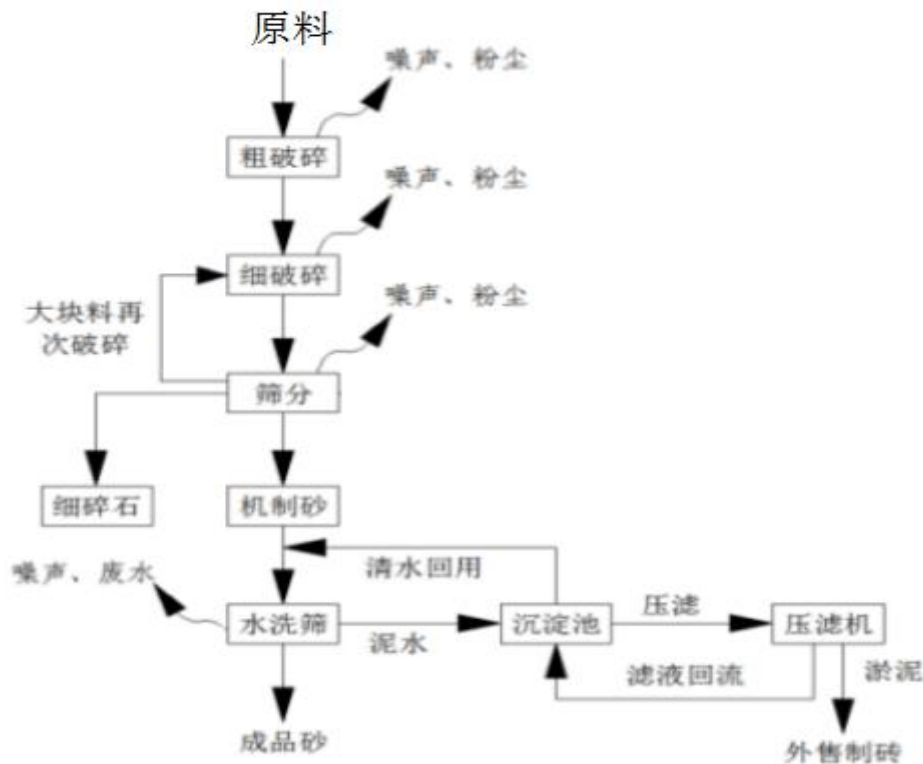 原料
噪声、粉尘
粗破碎
噪声、粉尘
细破碎
噪声、粉尘
大块料再
次破碎
筛分
细碎石
机制砂
清水回用
噪声、废水
水洗筛
泥水
沉淀池
压滤
压滤机
滤液回流
淤泥
成品砂
外售制砖